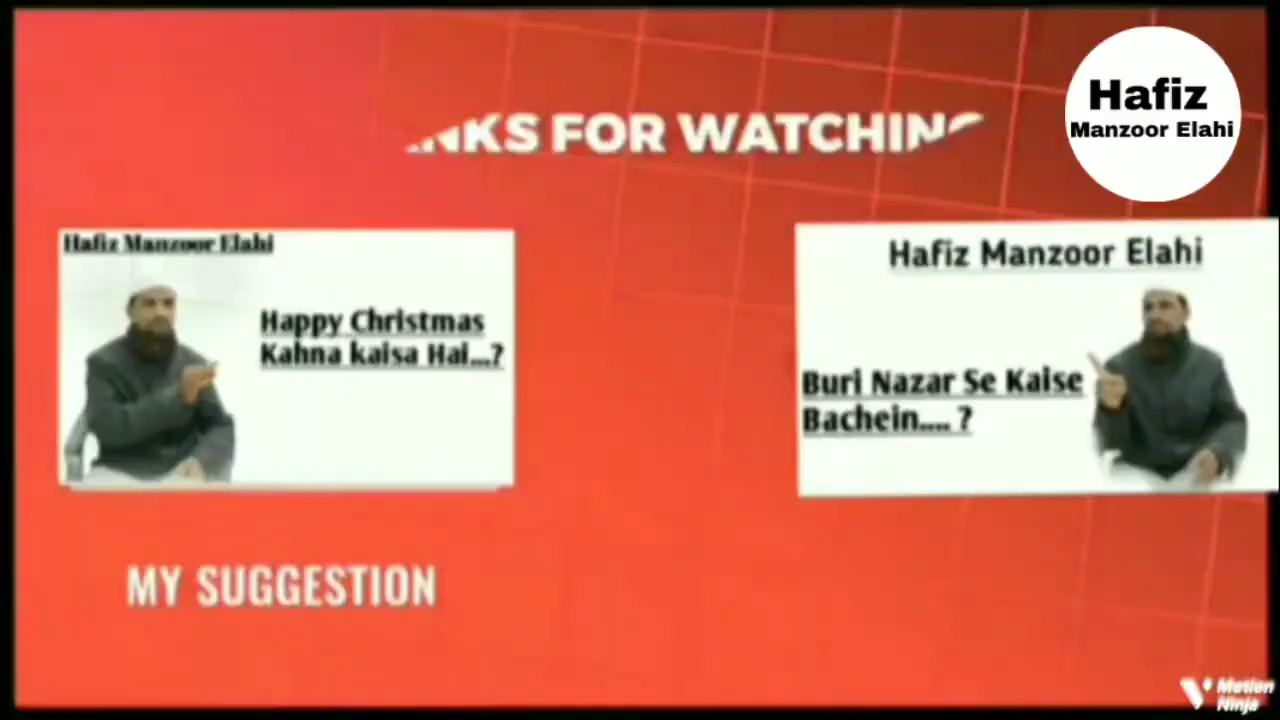 Hafiz
Manzoor Elahi
NKS FOR WATCHING
Hafiz Manzoor Elahi
Happy Christmas
Kahna kaisa Hai...?
Hafiz Manzoor Elahi
Buri Nazar Se Kaise
Bachein.... ?
MY SUGGESTION
Motion
Ninja